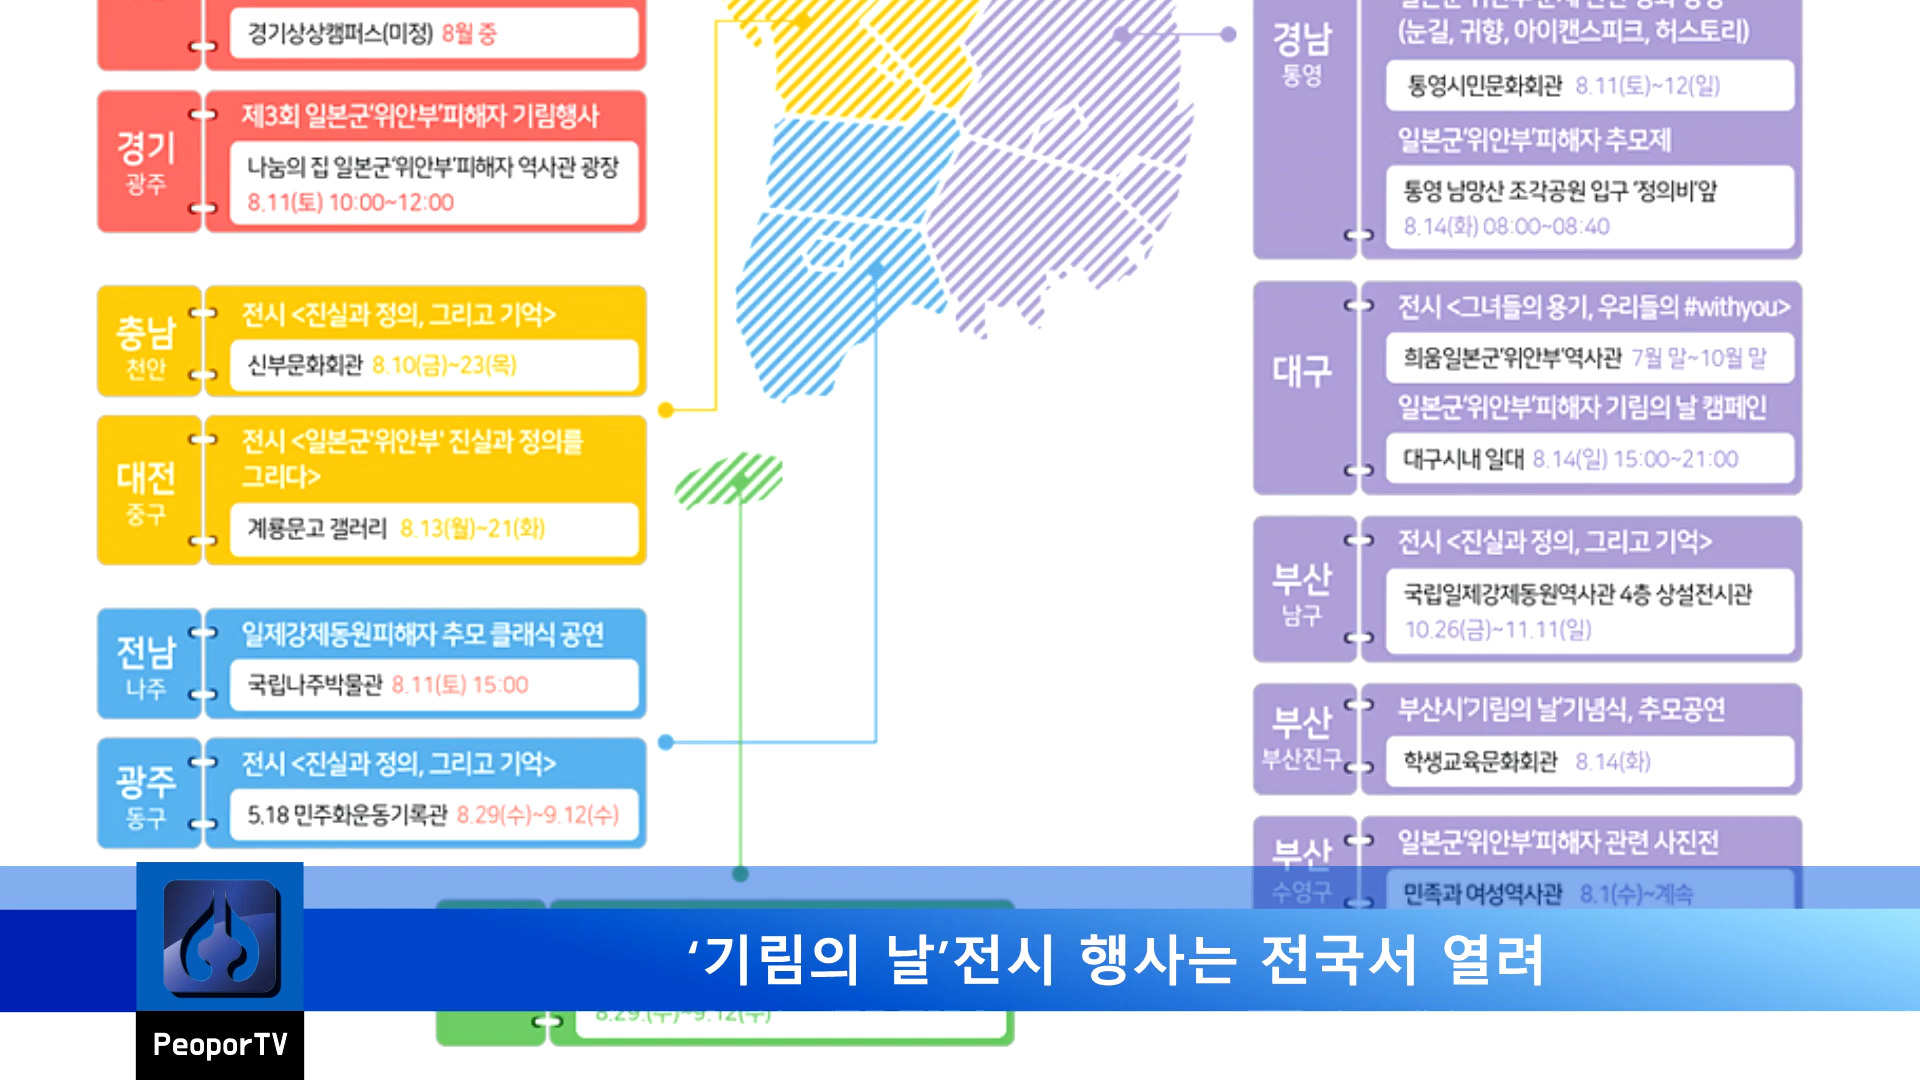 경기상상캠퍼스(미정) 8월 중
경기
광주
제3회 일본군'위안부'피해자 기림행사
나눔의 집 일본군'위안부'피해자 역사관 광장
8.11(토) 10:00~12:00
충남
천안
전시 <진실과 정의, 그리고 기억>
신부문화회관 8.10(금)~23(목)
대전
중구
전시 <일본군'위안부' 진실과 정의를
그리다>
계룡문고 갤러리 8.13(월)~21(화)
전남
나주
일제강제동원피해자 추모 클래식 공연
국립나주박물관 8.11(토) 15:00
광주
동구
전시 <진실과 정의, 그리고 기억>
5.18 민주화운동기록관 8.29(수)~9.12(수)
8.29.(수)~9.12(수)
경남
통영
(눈길, 귀향, 아이캔스피크, 허스토리)
통영시민문화회관 8.11(토)~12(일)
일본군'위안부'피해자 추모제
통영 남망산 조각공원 입구 '정의비'앞
8.14(화) 08:00~08:40
대구
전시 <그녀들의 용기, 우리들의 #withyou>
희움일본군'위안부'역사관 7월 말~10월 말
일본군'위안부'피해자 기림의 날 캠페인
대구시내 일대 8.14(일) 15:00~21:00
부산
남구
전시 <진실과 정의, 그리고 기억>
국립일제강제동원역사관 4층 상설전시관
10.26(금)~11.11(일)
부산
부산진구
부산시'기림의 날'기념식, 추모공연
학생교육문화회관 8.14(화)
부산
수영구
일본군'위안부'피해자 관련 사진전
민족과 여성역사관 8.1(수)~계속
'기림의 날'전시 행사는 전국서 열려
PeoporTV